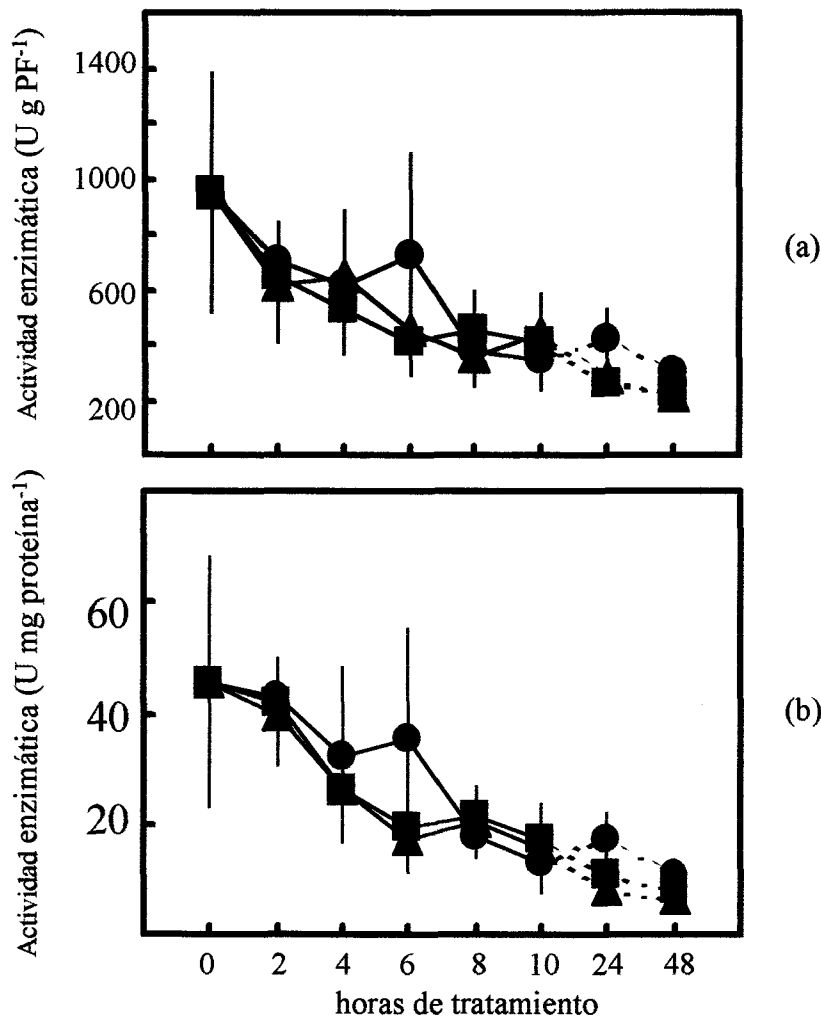 Actividad enzimática (U g PF⁻¹)
1400
1000
600
200
(a)
Actividad enzimática (U mg proteína⁻¹)
60
40
20
(b)
0 2 4 6 8 10 24 48
horas de tratamiento